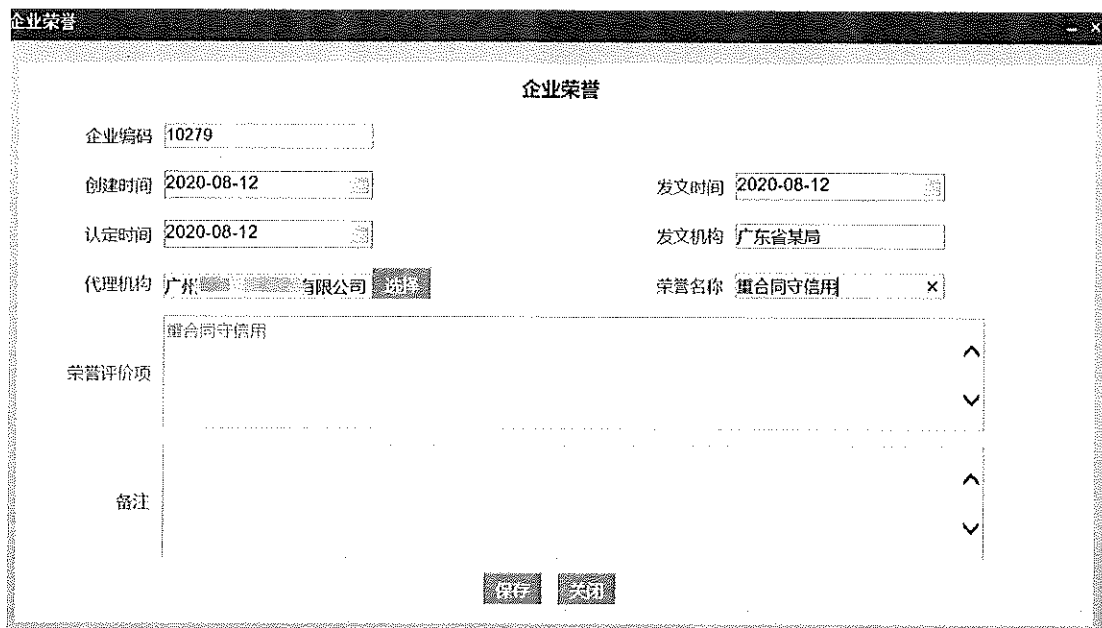 企业荣誉
企业荣誉
企业编码 10279
创建时间 2020-08-12 发文时间 2020-08-12
认定时间 2020-08-12 发文机构 广东省某局
代理机构 广州 有限公司 选择 荣誉名称 重合同守信用 ×
荣誉评价项 重合同守信用
备注
保存 关闭